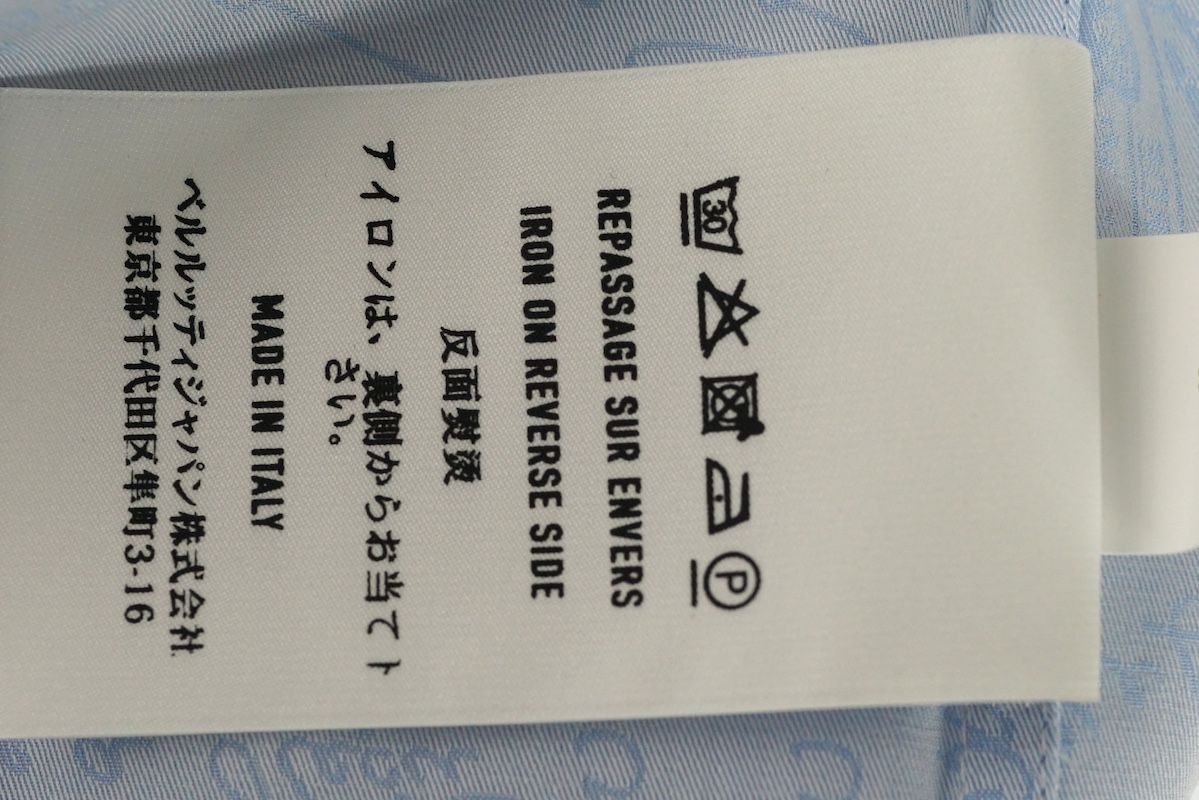 30
P
REPASSAGE SUR ENVERS
IRON ON REVERSE SIDE
反面熨烫
アイロンは、裏側からお当て下
さい。
MADE IN ITALY
ベルルッティジャパン株式会社
東京都千代田区隼町3-16